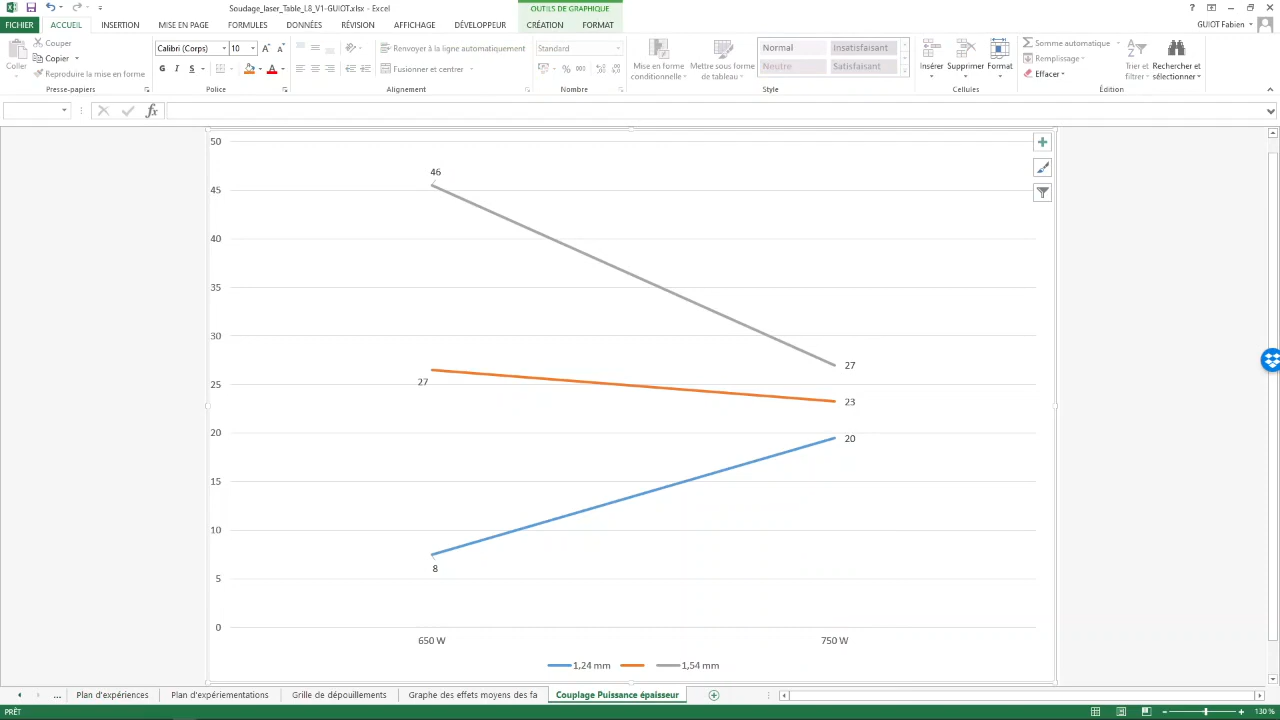 Soudage_laser_Table_L8_V1-GUIOT.xlsx - Excel
OUTILS DE GRAPHIQUE
FICHIER ACCUEIL INSERTION MISE EN PAGE FORMULES DONNÉES RÉVISION AFFICHAGE DÉVELOPPEUR CRÉATION FORMAT GUIOT Fabien
Coller
Couper
Copier
Reproduire la mise en forme
Presse-papiers
Calibri (Corps) 10
G I S
Police
Renvoyer à la ligne automatiquement
Fusionner et centrer
Alignement
Standard
% 000
Nombre
Mise en forme conditionnelle
Mettre sous forme de tableau
Normal Insatisfaisant
Neutre Satisfaisant
Style
Insérer Supprimer Format
Cellules
Somme automatique
Remplissage
Effacer
Trier et filtrer
Rechercher et sélectionner
Édition
fx
50
46
45
40
35
30
27
27
25
23
20
20
15
10
8
5
0
650 W 750 W
1,24 mm 1,54 mm
... Plan d'expériences Plan d'expériementations Grille de dépouillements Graphe des effets moyens des fa Couplage Puissance épaisseur
PRÊT 130 %